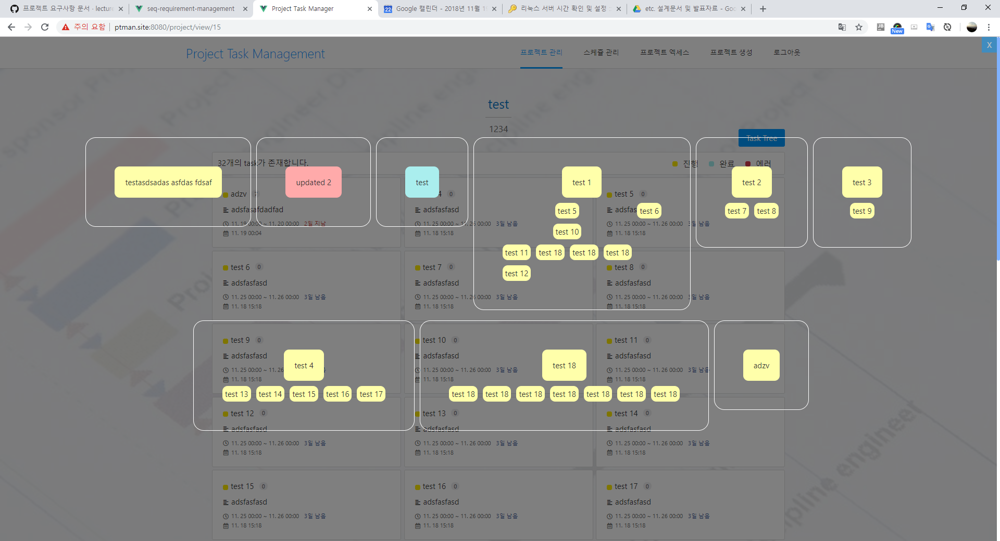 프로젝트 요구사항 문서 · lectur
seq-requirement-management
Project Task Manager
Google 캘린더 - 2018년 11월 1
리눅스 서버 시간 확인 및 설정
etc. 설계문서 및 발표자료 - Goo
주의 요함
ptman.site:8080/project/view/15
New
Project Task Management
프로젝트 관리
스케쥴 관리
프로젝트 엑세스
프로젝트 생성
로그아웃
X
test
1234
Task Tree
32개의 task가 존재합니다.
진행
완료
에러
testasdsadas asfdas fdsaf
updated 2
test
test 1
test 2
test 3
adzv 7
4 0
test 5 0
test 5
test 6
test 7
test 8
test 9
adsfasafdadfad
adsfasfasd
adsfas
11. 19 00:00 ~ 11. 20 00:00 2일 지남
11. 25 00:00 ~ 11. 26 00:00 3일 남음
11. 25 00:00 ~ 11. 26 00:00 3일 남음
11. 19 00:04
11. 18 15:18
11. 18 15:18
test 10
test 11
test 18
test 18
test 18
test 12
test 6 0
test 7 0
test 8 0
adsfasfasd
adsfasfasd
adsfasfasd
11. 25 00:00 ~ 11. 26 00:00 3일 남음
11. 25 00:00 ~ 11. 26 00:00 3일 남음
11. 25 00:00 ~ 11. 26 00:00 3일 남음
11. 18 15:18
11. 18 15:18
11. 18 15:18
test 9 0
test 10 0
test 11 0
adsfasfasd
adsfasfasd
adsfasfasd
test 4
test 18
adzv
11. 25 00:00 ~ 11. 26 00:00 3일 남음
11. 25 00:00 ~ 11. 26 00:00 3일 남음
11. 18 15:18
11. 18 15:18
11. 18 15:18
test 13
test 14
test 15
test 16
test 17
test 18
test 18
test 18
test 18
test 18
test 18
test 18
test 12 0
test 13 0
test 14 0
adsfasfasd
adsfasfasd
adsfasfasd
11. 25 00:00 ~ 11. 26 00:00 3일 남음
11. 25 00:00 ~ 11. 26 00:00 3일 남음
11. 25 00:00 ~ 11. 26 00:00 3일 남음
11. 18 15:18
11. 18 15:18
11. 18 15:18
test 15 0
test 16 0
test 17 0
adsfasfasd
adsfasfasd
adsfasfasd
11. 25 00:00 ~ 11. 26 00:00 3일 남음
11. 25 00:00 ~ 11. 26 00:00 3일 남음
11. 25 00:00 ~ 11. 26 00:00 3일 남음
11. 18 15:18
11. 18 15:18
11. 18 15:18